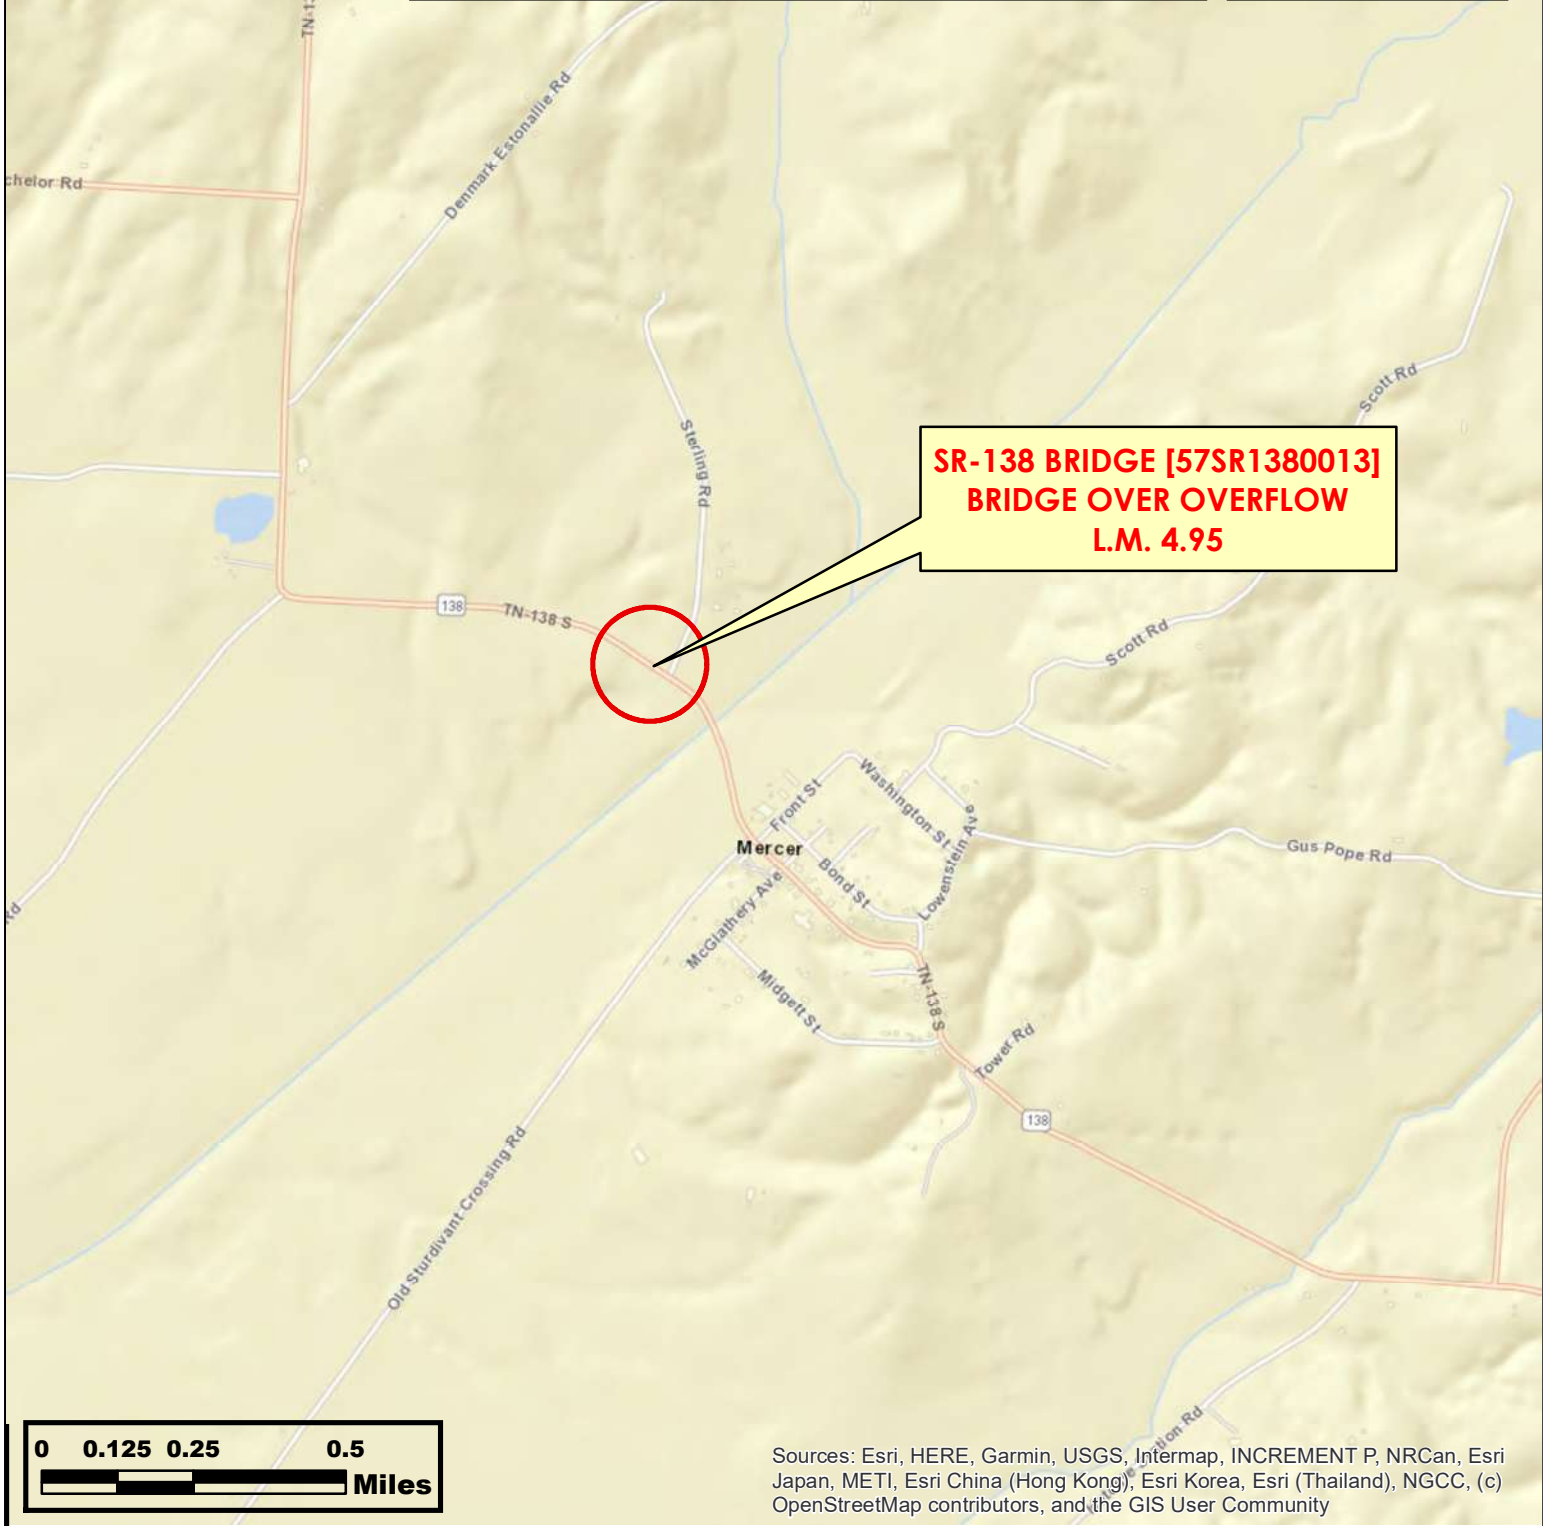 TN-13
Denmark Estonallie Rd
chelor Rd
Scott Rd
Sterling Rd
SR-138 BRIDGE [57SR1380013]
BRIDGE OVER OVERFLOW
L.M. 4.95
138
TN-138 S
Scott Rd
Front St
Washington St
Mercer
Lowenstein Ave
Gus Pope Rd
Bond St
McGlathery Ave
Rd
Midgett St
TN-138 S
Tower Rd
138
Old Sturdivant Crossing Rd
0 0.125 0.25 0.5
Miles
Sources: Esri, HERE, Garmin, USGS, Intermap, INCREMENT P, NRCan, Esri
Japan, METI, Esri China (Hong Kong), Esri Korea, Esri (Thailand), NGCC, (c)
OpenStreetMap contributors, and the GIS User Community